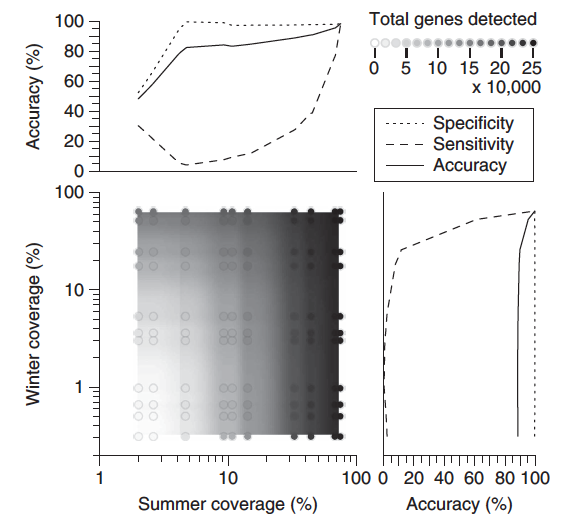 Total genes detected
0 5 10 15 20 25
x 10,000
Specificity
Sensitivity
Accuracy
Accuracy (%)
100
80
60
40
20
0
Winter coverage (%)
100
10
1
1 10 100
Summer coverage (%)
0 20 40 60 80 100
Accuracy (%)